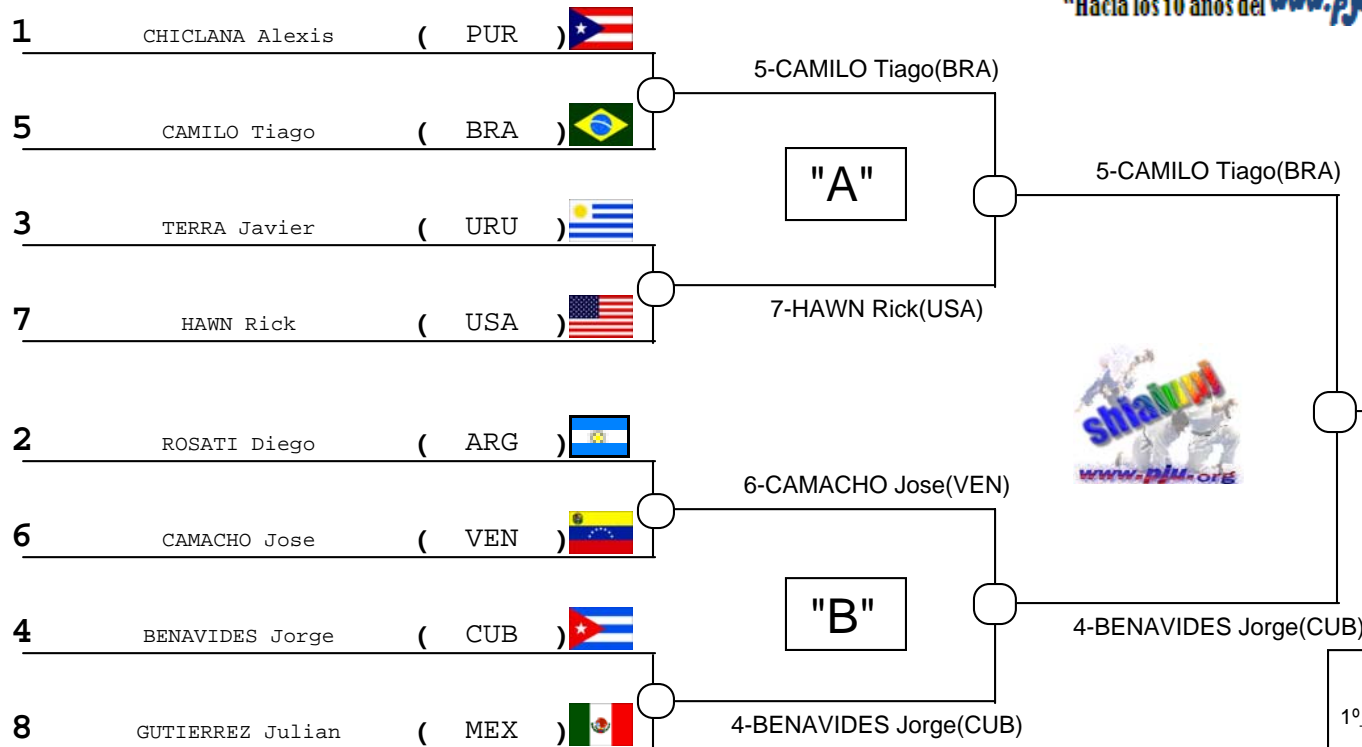 "Hacia los 10 años del
1 CHICLANA Alexis ( PUR )
5-CAMILO Tiago(BRA)
5 CAMILO Tiago ( BRA )
"A"
5-CAMILO Tiago(BRA)
3 TERRA Javier ( URU )
7-HAWN Rick(USA)
7 HAWN Rick ( USA )
shiai
www.pju.org
2 ROSATI Diego ( ARG )
6-CAMACHO Jose(VEN)
6 CAMACHO Jose ( VEN )
"B"
4-BENAVIDES Jorge(CUB)
4 BENAVIDES Jorge ( CUB )
4-BENAVIDES Jorge(CUB)
8 GUTIERREZ Julian ( MEX )
1º